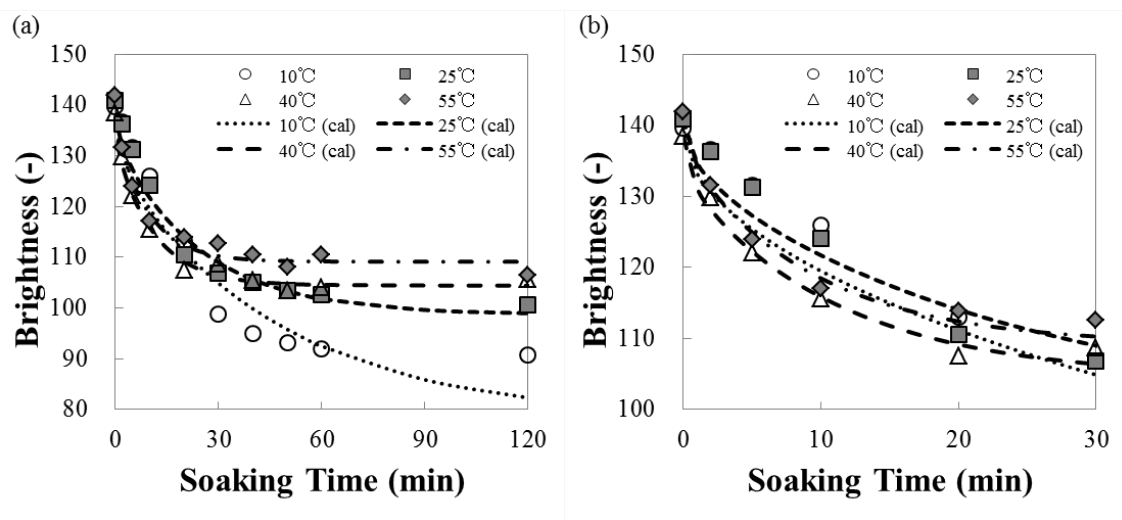 (a)
150
140
130
120
110
100
90
80
Brightness (-)
10℃
25℃
40℃
55℃
10℃ (cal)
25℃ (cal)
40℃ (cal)
55℃ (cal)
0
30
60
90
120
Soaking Time (min)
(b)
150
140
130
120
110
100
Brightness (-)
10℃
25℃
40℃
55℃
10℃ (cal)
25℃ (cal)
40℃ (cal)
55℃ (cal)
0
10
20
30
Soaking Time (min)